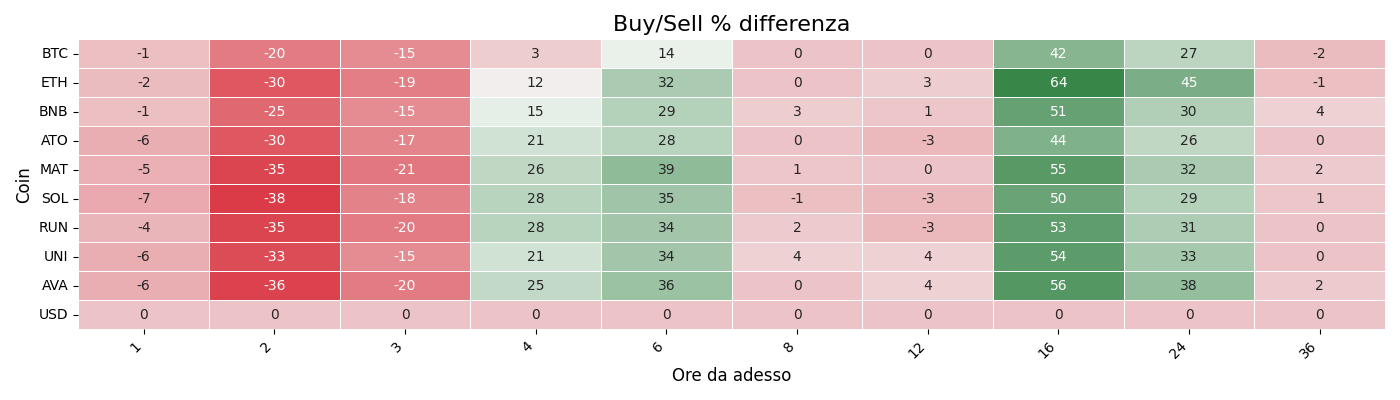 Buy/Sell % differenza
Coin
BTC -1 -20 -15 3 14 0 0 42 27 -2
ETH -2 -30 -19 12 32 0 3 64 45 -1
BNB -1 -25 -15 15 29 3 1 51 30 4
ATO -6 -30 -17 21 28 0 -3 44 26 0
MAT -5 -35 -21 26 39 1 0 55 32 2
SOL -7 -38 -18 28 35 -1 -3 50 29 1
RUN -4 -35 -20 28 34 2 -3 53 31 0
UNI -6 -33 -15 21 34 4 4 54 33 0
AVA -6 -36 -20 25 36 0 4 56 38 2
USD 0 0 0 0 0 0 0 0 0 0
1 2 3 4 6 8 12 16 24 36
Ore da adesso